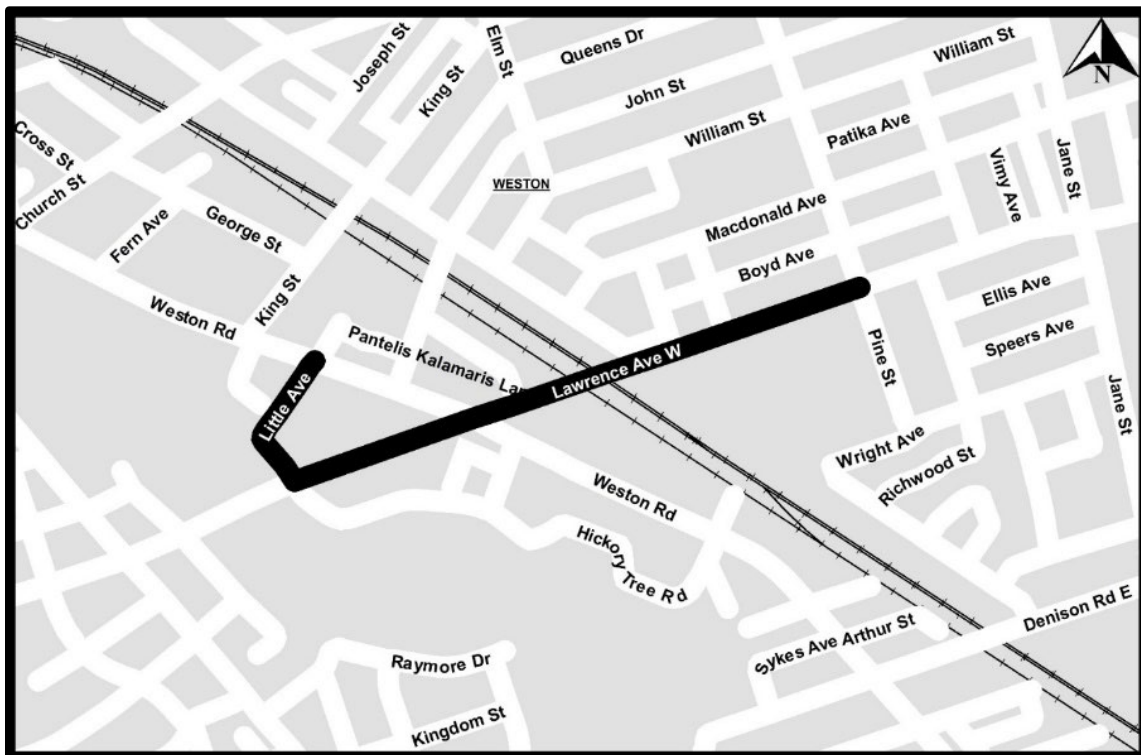 Joseph St
Elm St
Queens Dr
William St
N
King St
John St
William St
Patika Ave
Jane St
Cross St
WESTON
Vimy Ave
Church St
Fern Ave
George St
Macdonald Ave
Boyd Ave
Ellis Ave
King St
Weston Rd
Pantelis Kalamaris
Lawrence Ave W
Pine St
Speers Ave
Little Ave
Jane St
Wright Ave
Richwood St
Weston Rd
Hickory Tree Rd
Denison Rd E
Sykes Ave
Arthur St
Raymore Dr
Kingdom St